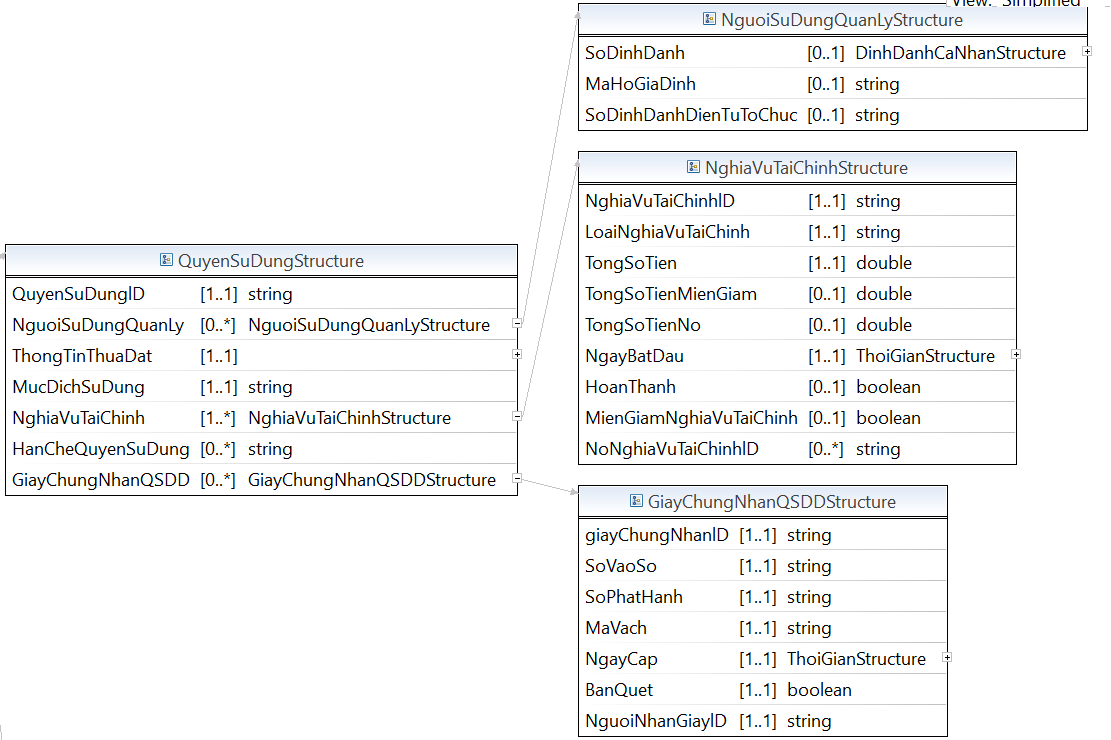 View: Simplified
NguoiSuDungQuanLyStructure
SoDinhDanh [0..1] DinhDanhCaNhanStructure
MaHoGiaDinh [0..1] string
SoDinhDanhDienTuToChuc [0..1] string
NghiaVuTaiChinhStructure
NghiaVuTaiChinhID [1..1] string
LoaiNghiaVuTaiChinh [1..1] string
TongSoTien [1..1] double
TongSoTienMienGiam [0..1] double
TongSoTienNo [0..1] double
NgayBatDau [1..1] ThoiGianStructure
HoanThanh [0..1] boolean
MienGiamNghiaVuTaiChinh [0..1] boolean
NoNghiaVuTaiChinhID [0..*] string
QuyenSuDungStructure
QuyenSuDungID [1..1] string
NguoiSuDungQuanLy [0..*] NguoiSuDungQuanLyStructure
ThongTinThuaDat [1..1]
MucDichSuDung [1..1] string
NghiaVuTaiChinh [1..*] NghiaVuTaiChinhStructure
HanCheQuyenSuDung [0..*] string
GiayChungNhanQSDD [0..*] GiayChungNhanQSDDStructure
GiayChungNhanQSDDStructure
giayChungNhanID [1..1] string
SoVaoSo [1..1] string
SoPhatHanh [1..1] string
MaVach [1..1] string
NgayCap [1..1] ThoiGianStructure
BanQuet [1..1] boolean
NguoiNhanGiayID [1..1] string